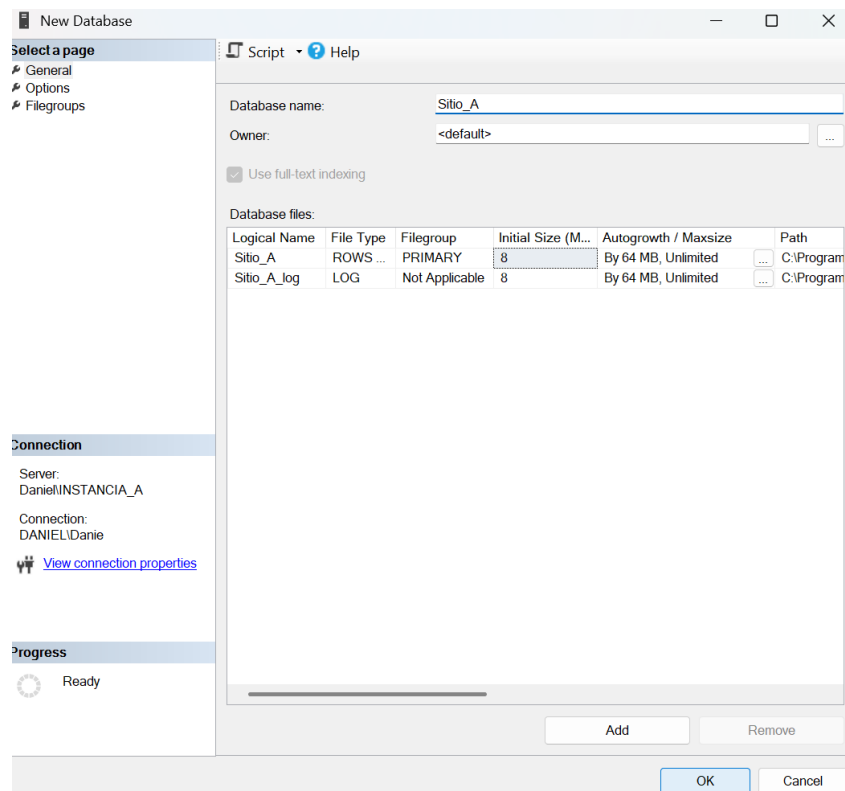 New Database
Select a page
General
Options
Filegroups
Script
Help
Database name: Sitio_A
Owner: <default> ...
Use full-text indexing
Database files:
Logical Name File Type Filegroup Initial Size (M... Autogrowth / Maxsize Path
Sitio_A ROWS ... PRIMARY 8 By 64 MB, Unlimited ... C:\Program
Sitio_A_log LOG Not Applicable 8 By 64 MB, Unlimited ... C:\Program
Connection
Server:
Daniel\INSTANCIA_A
Connection:
DANIEL\Danie
View connection properties
Progress
Ready
Add Remove
OK Cancel